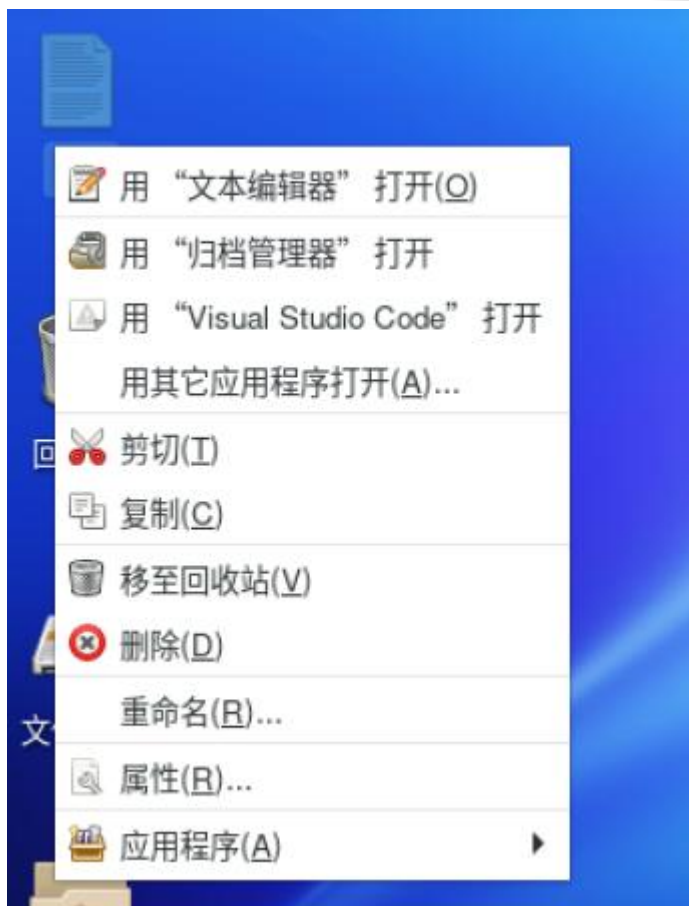 用“文本编辑器”打开(O)
用“归档管理器”打开
用“Visual Studio Code”打开
用其它应用程序打开(A)...
剪切(T)
回
复制(C)
移至回收站(V)
删除(D)
重命名(R)...
文
属性(R)...
应用程序(A)